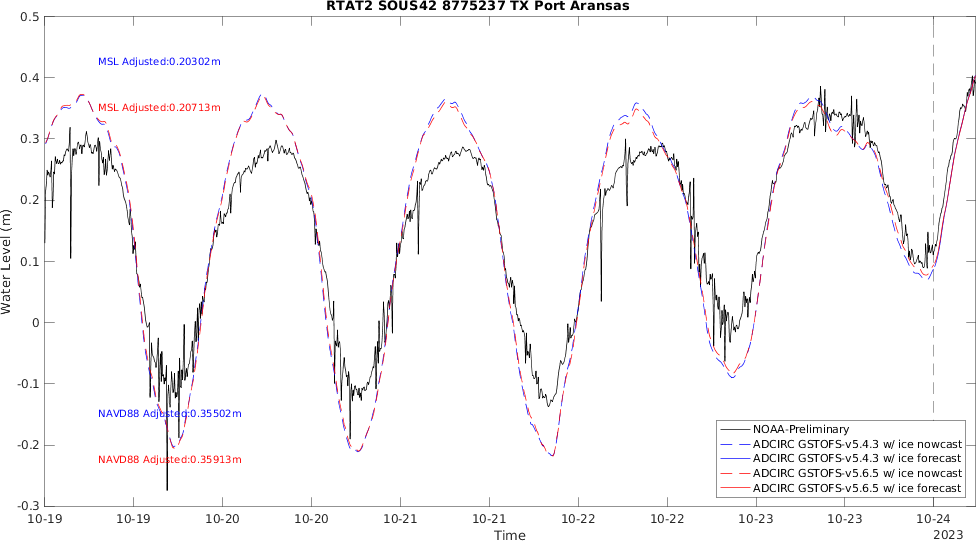 RTAT2 SOUS42 8775237 TX Port Aransas
0.5
0.4
0.3
0.2
0.1
0
-0.1
-0.2
-0.3
Water Level (m)
MSL Adjusted:0.20302m
MSL Adjusted:0.20713m
NAVD88 Adjusted:0.35502m
NAVD88 Adjusted:0.35913m
NOAA-Preliminary
ADCIRC GSTOFS-v5.4.3 w/ ice nowcast
ADCIRC GSTOFS-v5.4.3 w/ ice forecast
ADCIRC GSTOFS-v5.6.5 w/ ice nowcast
ADCIRC GSTOFS-v5.6.5 w/ ice forecast
10-19 10-19 10-20 10-20 10-21 10-21 10-22 10-22 10-23 10-23 10-24
2023
Time